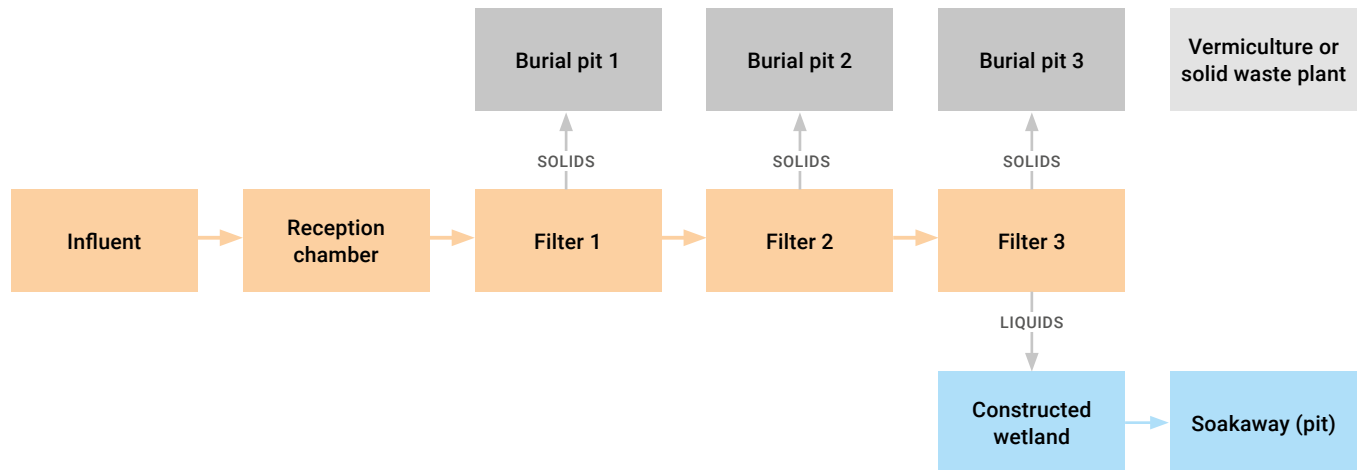 Burial pit 1
Burial pit 2
Burial pit 3
Vermiculture or
solid waste plant
SOLIDS
SOLIDS
SOLIDS
Influent
Reception
chamber
Filter 1
Filter 2
Filter 3
LIQUIDS
Constructed
wetland
Soakaway (pit)